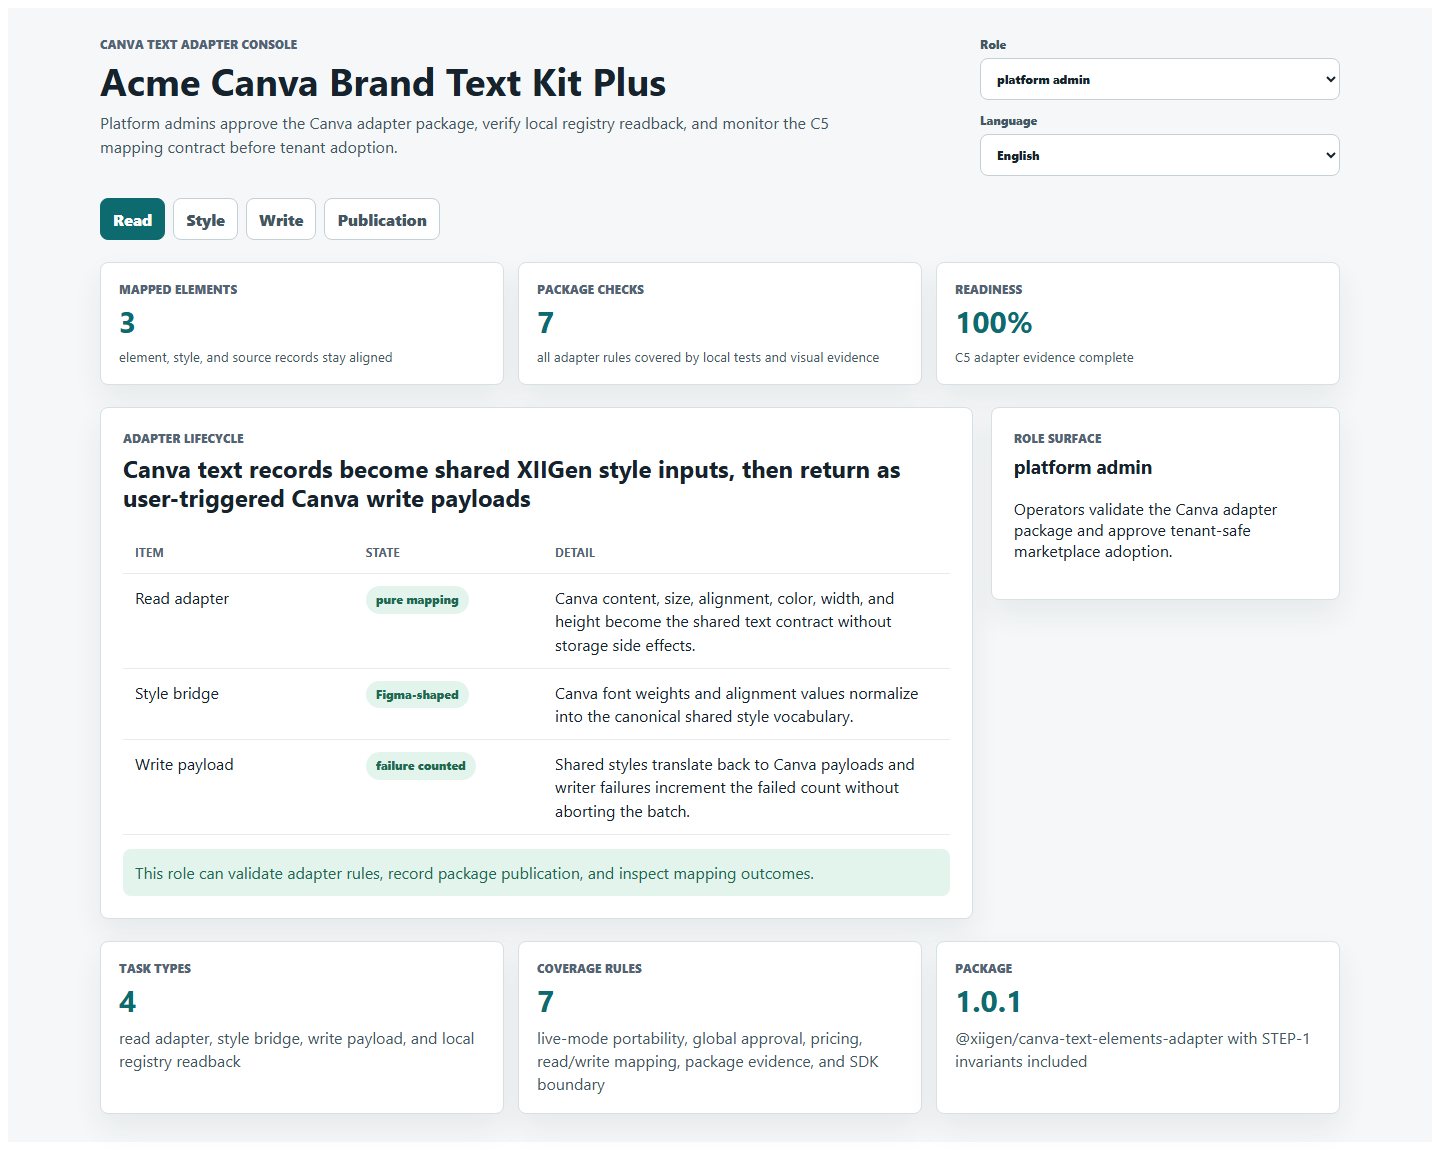 CANVA TEXT ADAPTER CONSOLE
Acme Canva Brand Text Kit Plus
Platform admins approve the Canva adapter package, verify local registry readback, and monitor the C5
mapping contract before tenant adoption.
Role
platform admin
Language
English
Read
Style
Write
Publication
MAPPED ELEMENTS
3
element, style, and source records stay aligned
PACKAGE CHECKS
7
all adapter rules covered by local tests and visual evidence
READINESS
100%
C5 adapter evidence complete
ADAPTER LIFECYCLE
Canva text records become shared XIIGen style inputs, then return as
user-triggered Canva write payloads
ITEM STATE DETAIL
Read adapter
pure mapping
Canva content, size, alignment, color, width, and
height become the shared text contract without
storage side effects.
Style bridge
Figma-shaped
Canva font weights and alignment values normalize
into the canonical shared style vocabulary.
Write payload
failure counted
Shared styles translate back to Canva payloads and
writer failures increment the failed count without
aborting the batch.
This role can validate adapter rules, record package publication, and inspect mapping outcomes.
ROLE SURFACE
platform admin
Operators validate the Canva adapter
package and approve tenant-safe
marketplace adoption.
TASK TYPES
4
read adapter, style bridge, write payload, and local
registry readback
COVERAGE RULES
7
live-mode portability, global approval, pricing,
read/write mapping, package evidence, and SDK
boundary
PACKAGE
1.0.1
@xiigen/canva-text-elements-adapter with STEP-1
invariants included